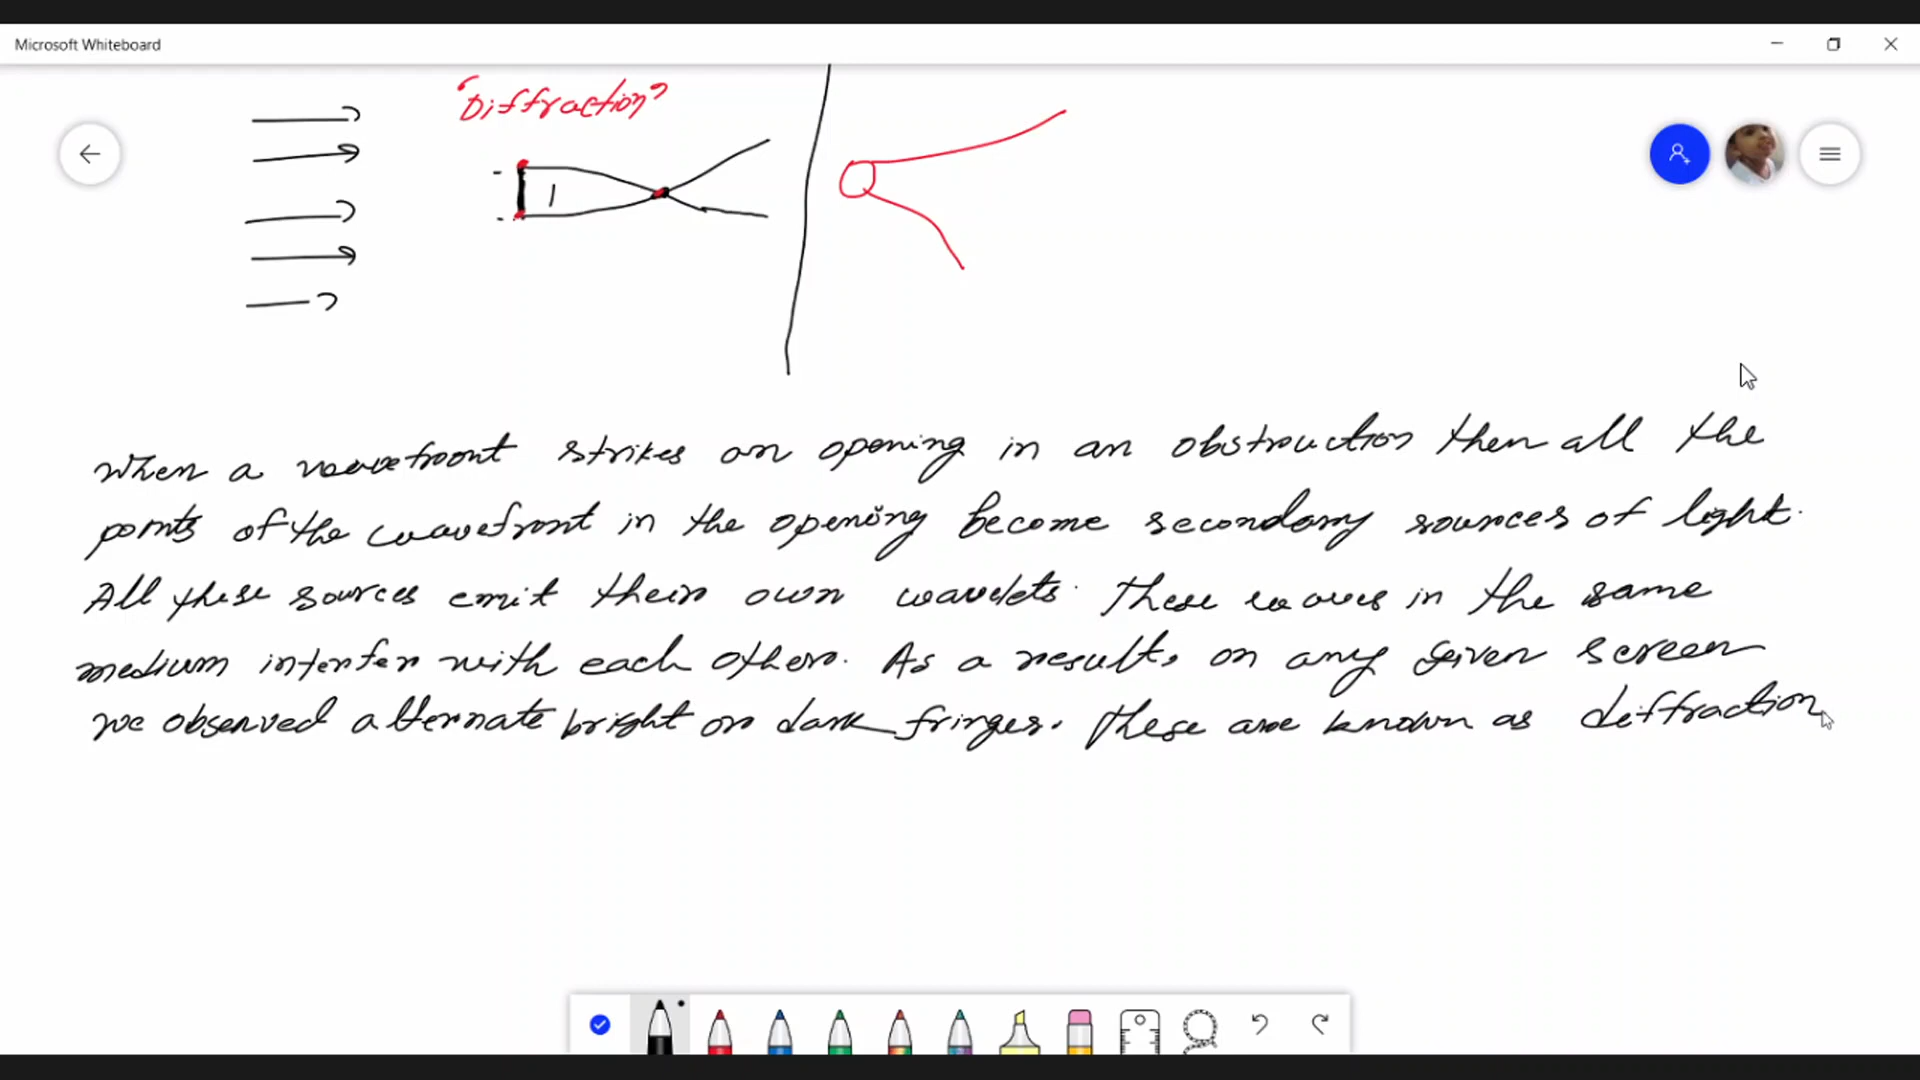 Microsoft Whiteboard
"Diffraction"
When a wavefront strikes an opening in an obstruction then all the
points of the wavefront in the opening become secondary sources of light.
All these sources emit their own wavelets. These waves in the same
medium interfer with each other. As a result, on any given screen
we observed alternate bright or dark fringes. These are known as diffraction